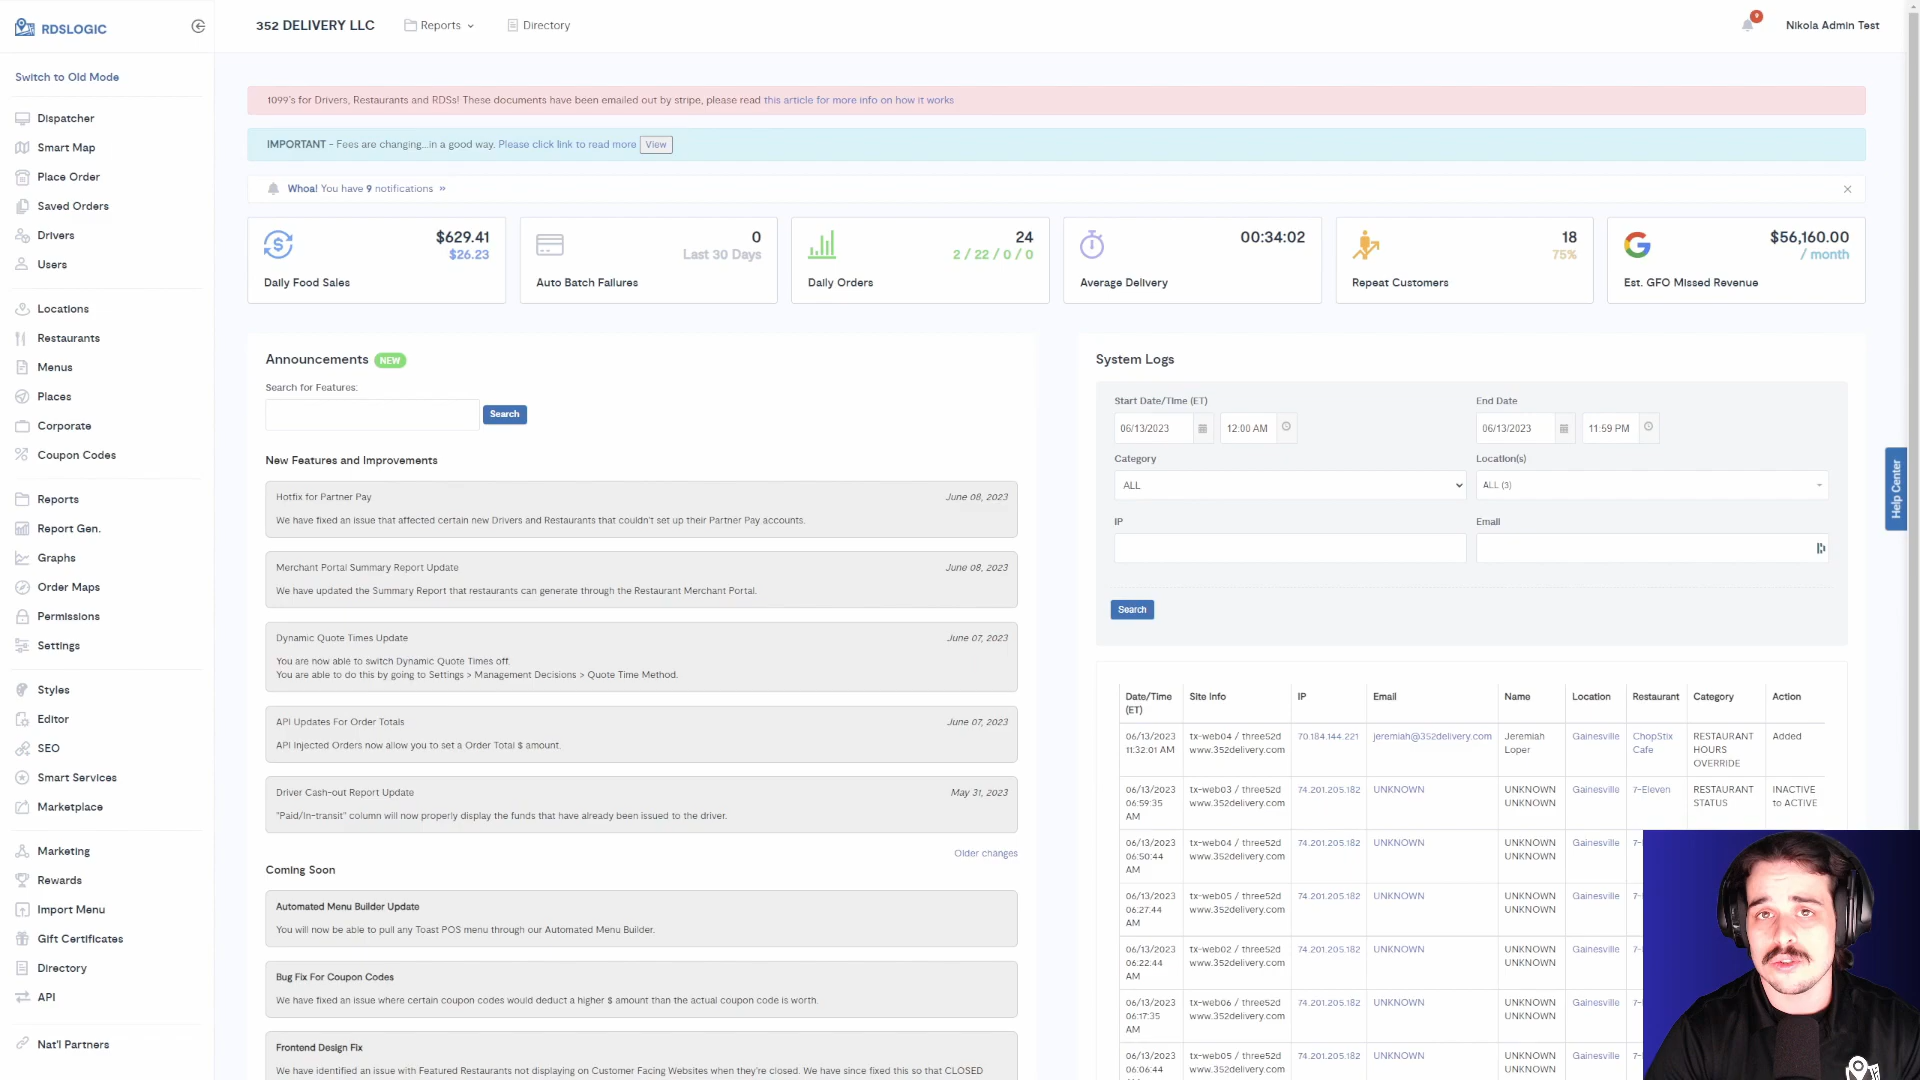 RDSLOGIC
352 DELIVERY LLC
Reports
Directory
9
Nikola Admin Test
Switch to Old Mode
Dispatcher
Smart Map
Place Order
Saved Orders
Drivers
Users
Locations
Restaurants
Menus
Places
Corporate
Coupon Codes
Reports
Report Gen.
Graphs
Order Maps
Permissions
Settings
Styles
Editor
SEO
Smart Services
Marketplace
Marketing
Rewards
Import Menu
Gift Certificates
Directory
API
Nat'l Partners
1099's for Drivers, Restaurants and RDSs! These documents have been emailed out by stripe, please read this article for more info on how it works
IMPORTANT - Fees are changing...in a good way. Please click link to read more View
Whoa! You have 9 notifications »
$629.41
$26.23
Daily Food Sales
0
Last 30 Days
Auto Batch Failures
24
2 / 22 / 0 / 0
Daily Orders
00:34:02
Average Delivery
18
75%
Repeat Customers
$56,160.00
/ month
Est. GFO Missed Revenue
Announcements NEW
Search for Features:
Search
New Features and Improvements
Hotfix for Partner Pay June 08, 2023
We have fixed an issue that affected certain new Drivers and Restaurants that couldn't set up their Partner Pay accounts.
Merchant Portal Summary Report Update June 08, 2023
We have updated the Summary Report that restaurants can generate through the Restaurant Merchant Portal.
Dynamic Quote Times Update June 07, 2023
You are now able to switch Dynamic Quote Times off.
You are able to do this by going to Settings > Management Decisions > Quote Time Method.
API Updates For Order Totals June 07, 2023
API Injected Orders now allow you to set a Order Total $ amount.
Driver Cash-out Report Update May 31, 2023
"Paid/In-transit" column will now properly display the funds that have already been issued to the driver.
Older changes
Coming Soon
Automated Menu Builder Update
You will now be able to pull any Toast POS menu through our Automated Menu Builder.
Bug Fix For Coupon Codes
We have fixed an issue where certain coupon codes would deduct a higher $ amount than the actual coupon code is worth.
Frontend Design Fix
We have identified an issue with Featured Restaurants not displaying on Customer Facing Websites when they're closed. We have since fixed this so that CLOSED
System Logs
Start Date/Time (ET) End Date
06/13/2023 12:00 AM 06/13/2023 11:59 PM
Category Location(s)
ALL ALL (3)
IP Email
Search
Help Center
Date/Time Site Info IP Email Name Location Restaurant Category Action
(ET)
06/13/2023 tx-web04 / three52d 70.184.144.221 jeremiah@352delivery.com Jeremiah Gainesville ChopStix RESTAURANT Added
11:32:01 AM www.352delivery.com Loper Cafe HOURS
OVERRIDE
06/13/2023 tx-web03 / three52d 74.201.205.182 UNKNOWN UNKNOWN Gainesville 7-Eleven RESTAURANT INACTIVE
06:59:35 www.352delivery.com UNKNOWN STATUS to ACTIVE
AM
06/13/2023 tx-web04 / three52d 74.201.205.182 UNKNOWN UNKNOWN Gainesville 7-
06:50:44 www.352delivery.com UNKNOWN
AM
06/13/2023 tx-web05 / three52d 74.201.205.182 UNKNOWN UNKNOWN Gainesville 7-
06:27:44 www.352delivery.com UNKNOWN
AM
06/13/2023 tx-web02 / three52d 74.201.205.182 UNKNOWN UNKNOWN Gainesville 7-
06:22:44 www.352delivery.com UNKNOWN
AM
06/13/2023 tx-web06 / three52d 74.201.205.182 UNKNOWN UNKNOWN Gainesville 7-
06:17:35 www.352delivery.com UNKNOWN
AM
06/13/2023 tx-web05 / three52d 74.201.205.182 UNKNOWN UNKNOWN Gainesville 7-
06:06:44 www.352delivery.com UNKNOWN